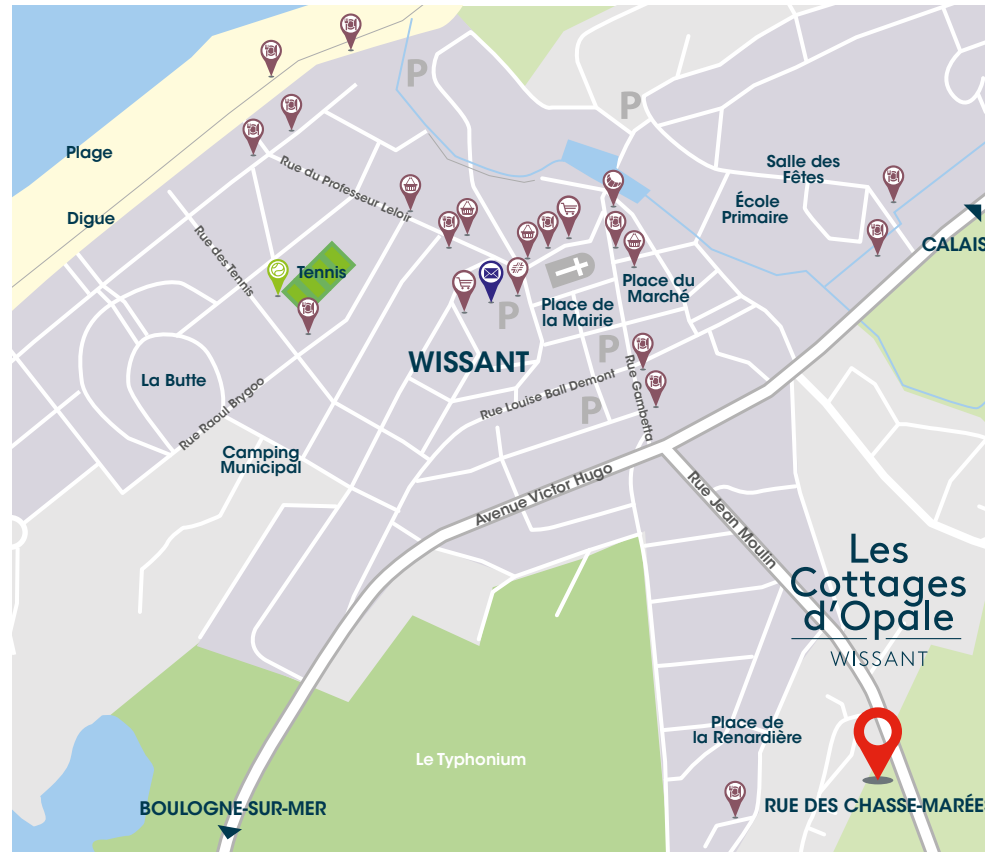 P
P
Plage
Salle des
Fêtes
Rue du Professeur Leloir
École
Primaire
Digue
Rue des Tennis
CALAIS
Tennis
Place du
Marché
Place de
la Mairie
P
WISSANT
P
La Butte
Rue Louise Ball Demont
Rue Gambetta
P
Rue Raoul Brygoo
Camping
Municipal
Avenue Victor Hugo
Rue Jean Moulin
Les
Cottages
d'Opale
WISSANT
Place de
la Renardière
Le Typhonium
BOULOGNE-SUR-MER
RUE DES CHASSE-MARÉE